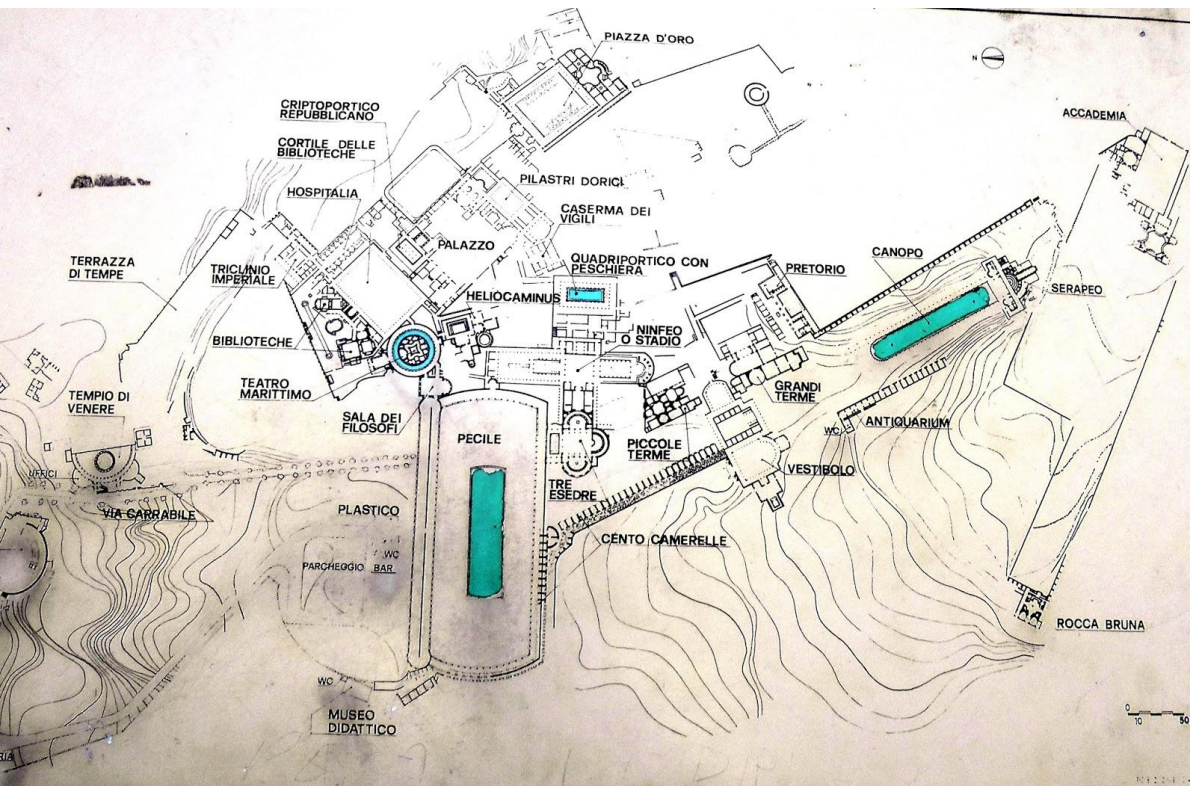 PIAZZA D'ORO
N
CRIPTOPORTICO
REPUBBLICANO
ACCADEMIA
CORTILE DELLE
BIBLIOTECHE
HOSPITALIA
PILASTRI DORICI
CASERMA DEI
VIGILI
PALAZZO
TERRAZZA
DI TEMPE
TRICLINIO
IMPERIALE
QUADRIPORTICO CON
PESCHIERA
PRETORIO
CANOPO
SERAPEO
HELIOCAMINUS
BIBLIOTECHE
NINFEO
O STADIO
TEATRO
MARITTIMO
GRANDI
TERME
TEMPIO DI
VENERE
SALA DEI
FILOSOFI
PECILE
PICCOLE
TERME
WC
ANTIQUARIUM
UFFICI
VESTIBOLO
TRE
ESEDRE
VIA CARRABILE
PLASTICO
CENTO CAMERELLE
WC
PARCHEGGIO BAR
ROCCA BRUNA
WC
MUSEO
DIDATTICO
0
10 50